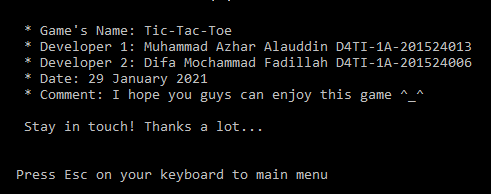 * Game's Name: Tic-Tac-Toe
* Developer 1: Muhammad Azhar Alauddin D4TI-1A-201524013
* Developer 2: Difa Mochammad Fadillah D4TI-1A-201524006
* Date: 29 January 2021
* Comment: I hope you guys can enjoy this game ^_^
Stay in touch! Thanks a lot...
Press Esc on your keyboard to main menu